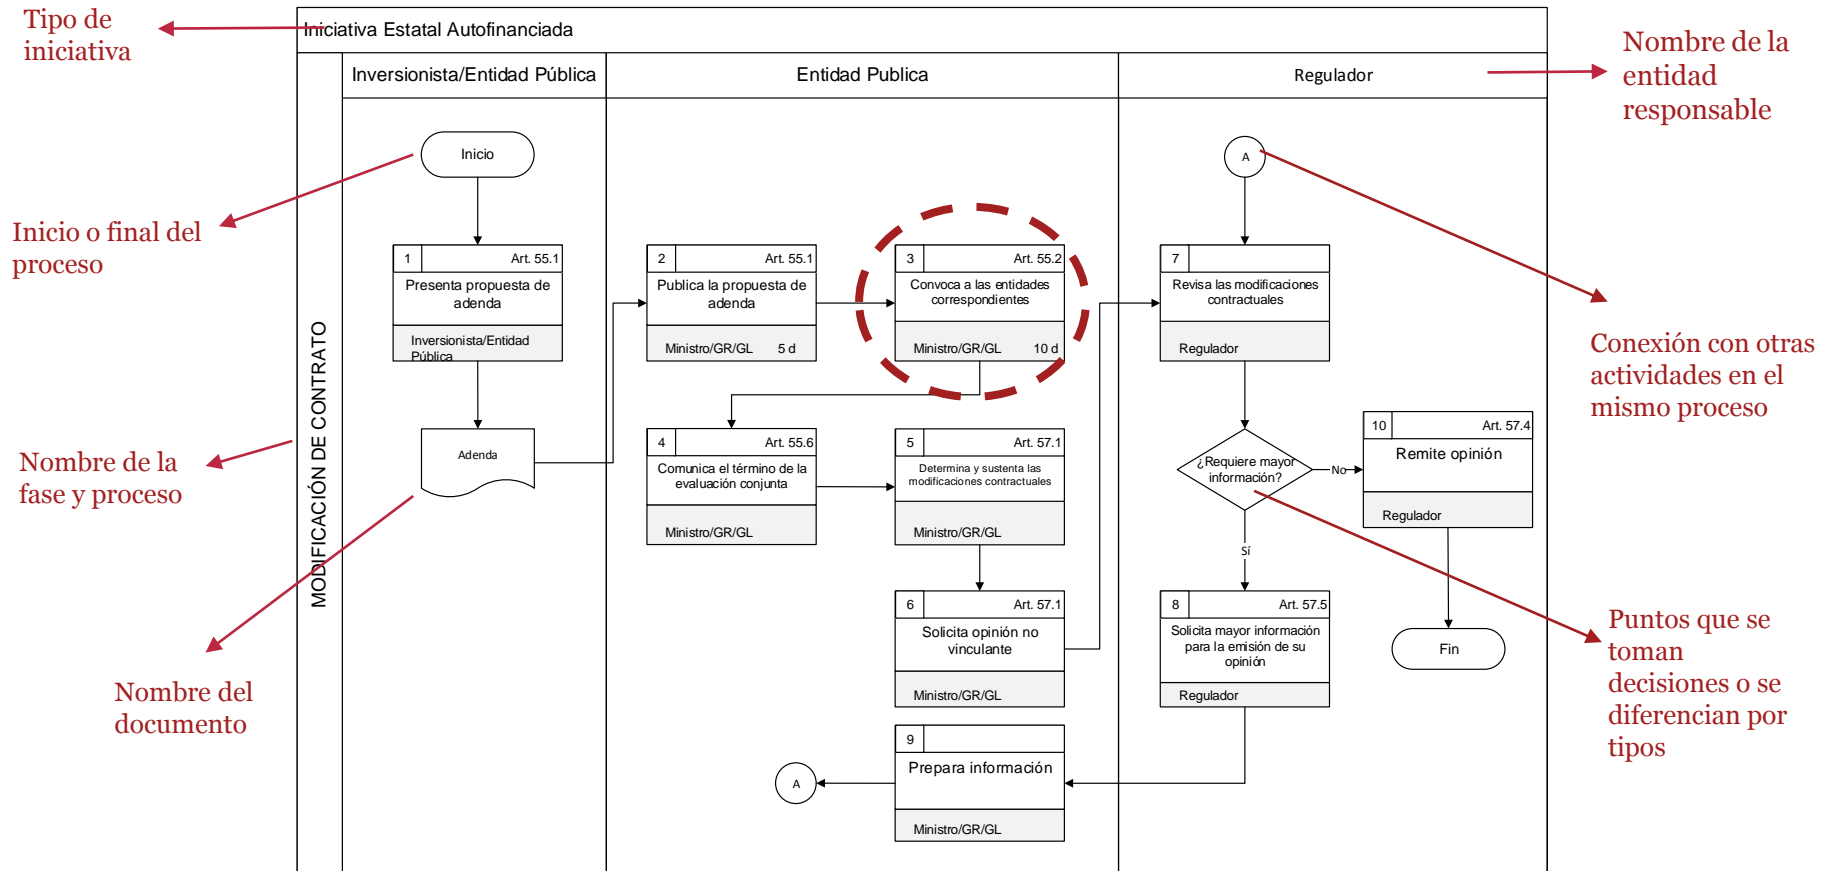 Tipo de
iniciativa
Iniciativa Estatal Autofinanciada
Inversionista/Entidad Pública
Entidad Publica
Regulador
Nombre de la
entidad
responsable
MODIFICACIÓN DE CONTRATO
Inicio
A
Inicio o final del
proceso
1
Art. 55.1
Presenta propuesta de
adenda
Inversionista/Entidad
Pública
2
Art. 55.1
Publica la propuesta de
adenda
Ministro/GR/GL 5 d
3
Art. 55.2
Convoca a las entidades
correspondientes
Ministro/GR/GL 10 d
7
Revisa las modificaciones
contractuales
Regulador
Conexión con otras
actividades en el
mismo proceso
Nombre de la
fase y proceso
Adenda
4
Art. 55.6
Comunica el término de la
evaluación conjunta
Ministro/GR/GL
5
Art. 57.1
Determina y sustenta las
modificaciones contractuales
Ministro/GR/GL
¿Requiere mayor
información?
No
Sí
10
Art. 57.4
Remite opinión
Regulador
6
Art. 57.1
Solicita opinión no
vinculante
Ministro/GR/GL
8
Art. 57.5
Solicita mayor información
para la emisión de su
opinión
Regulador
Fin
Puntos que se
toman
decisiones o se
diferencian por
tipos
Nombre del
documento
9
Prepara información
Ministro/GR/GL
A